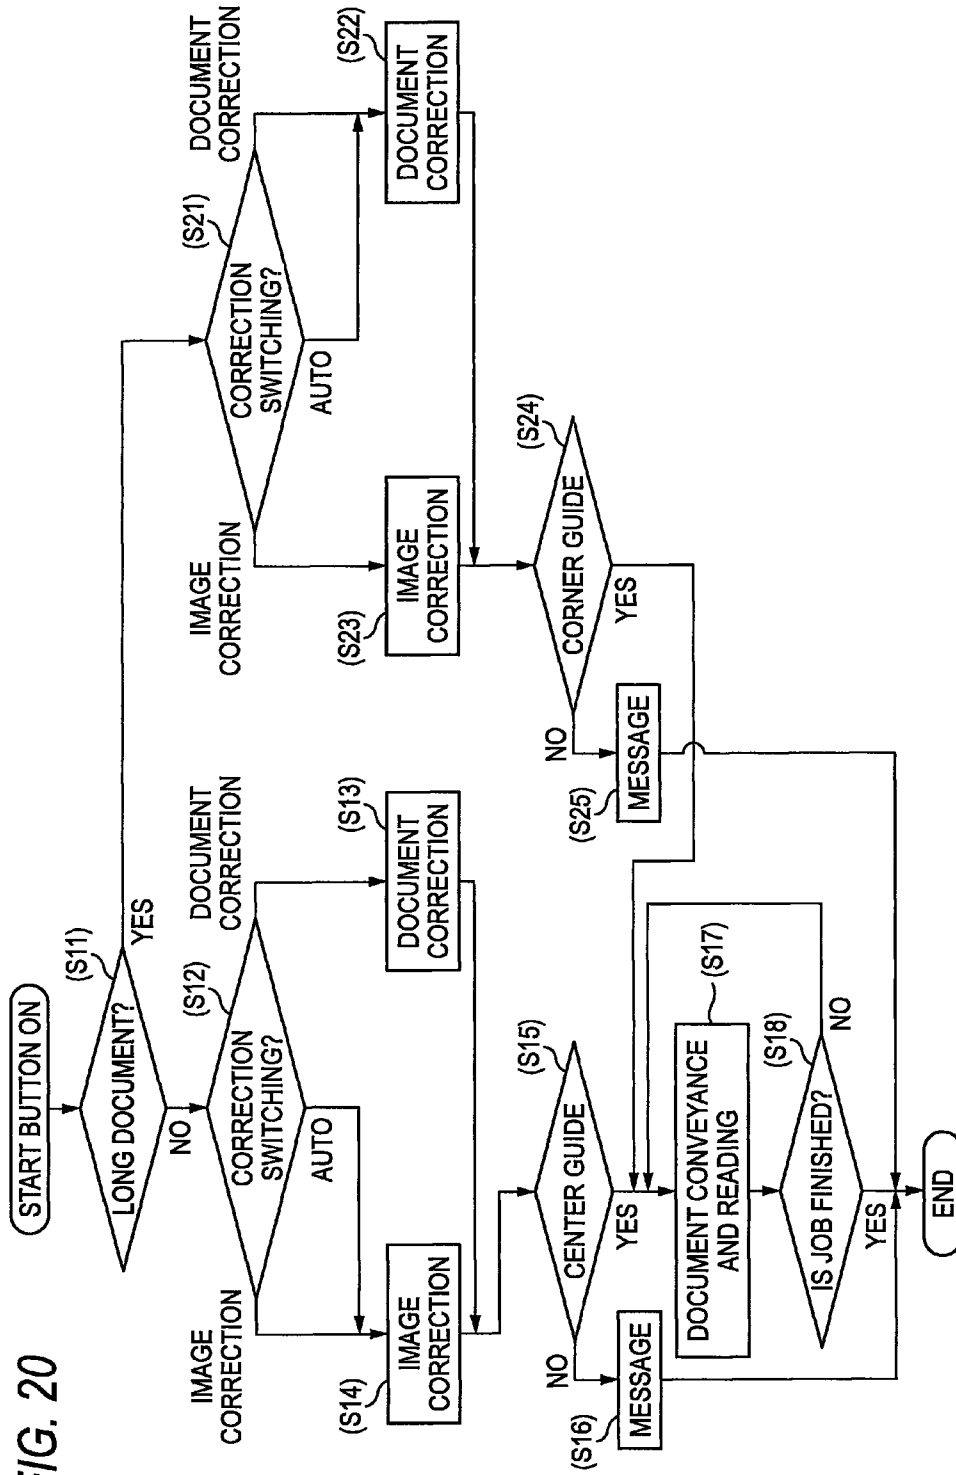 FIG. 20
START BUTTON ON
LONG DOCUMENT?
(S11)
YES
NO
CORRECTION
SWITCHING?
(S12)
IMAGE
CORRECTION
DOCUMENT
CORRECTION
AUTO
IMAGE
CORRECTION
(S14)
DOCUMENT
CORRECTION
(S13)
CORRECTION
SWITCHING?
(S21)
IMAGE
CORRECTION
DOCUMENT
CORRECTION
AUTO
IMAGE
CORRECTION
(S23)
DOCUMENT
CORRECTION
(S22)
CENTER GUIDE
(S15)
NO
YES
MESSAGE
(S16)
CORNER GUIDE
(S24)
NO
YES
MESSAGE
(S25)
DOCUMENT CONVEYANCE
AND READING
(S17)
IS JOB FINISHED?
(S18)
NO
YES
END